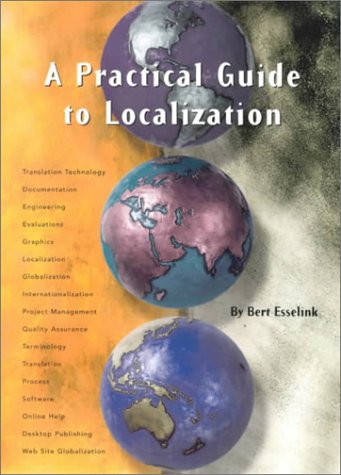 A Practical Guide
to Localization
Translation Technology
Documentation
Engineering
Evaluations
Graphics
Localization
Globalization
Internationalization
Project Management
Quality Assurance
Terminology
Translation
Process
Software
Online Help
Desktop Publishing
Web Site Globalization
By Bert Esselink